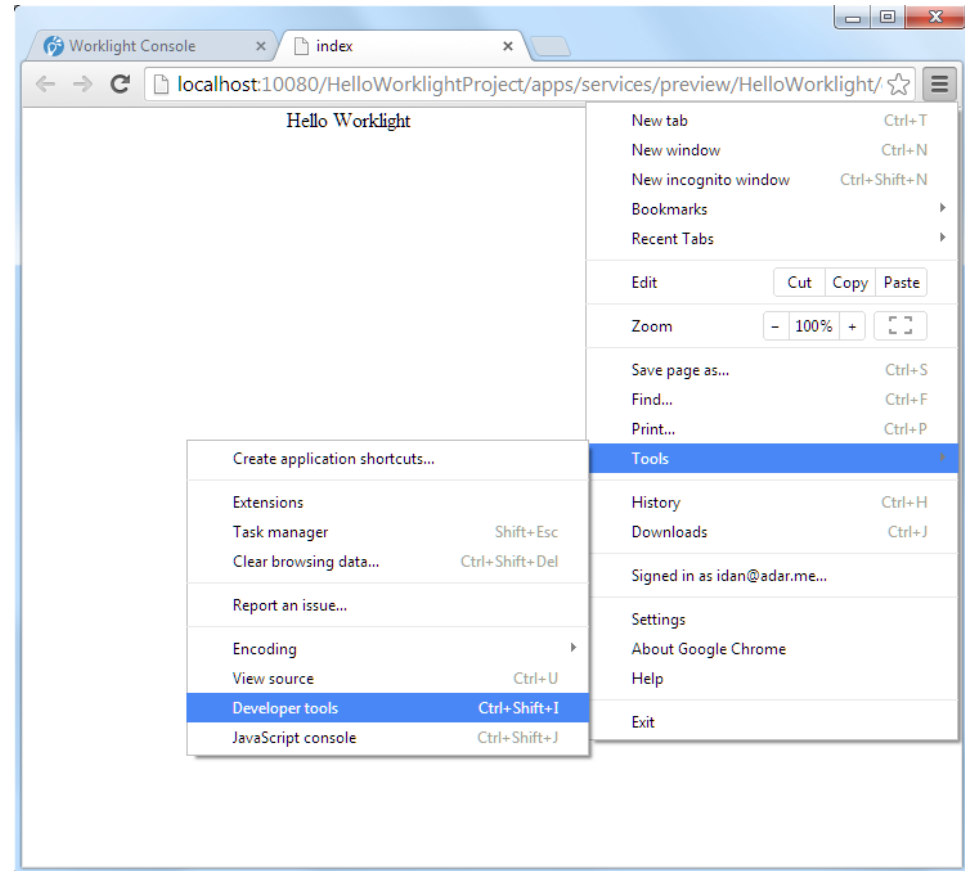 Worklight Console
index
localhost:10080/HelloWorklightProject/apps/services/preview/HelloWorklight/
Hello Worklight
New tab Ctrl+T
New window Ctrl+N
New incognito window Ctrl+Shift+N
Bookmarks
Recent Tabs
Edit Cut Copy Paste
Zoom - 100% +
Save page as... Ctrl+S
Find... Ctrl+F
Print... Ctrl+P
Tools
History Ctrl+H
Downloads Ctrl+J
Signed in as idan@adar.me...
Settings
About Google Chrome
Help
Exit
Create application shortcuts...
Extensions
Task manager Shift+Esc
Clear browsing data... Ctrl+Shift+Del
Report an issue...
Encoding
View source Ctrl+U
Developer tools Ctrl+Shift+I
JavaScript console Ctrl+Shift+J